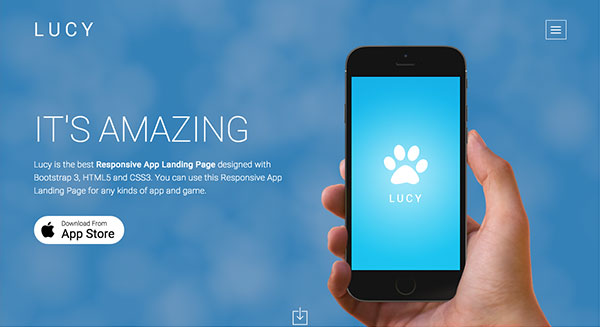 LUCY
IT'S AMAZING
Lucy is the best Responsive App Landing Page designed with
Bootstrap 3, HTML5 and CSS3. You can use this Responsive App
Landing Page for any kinds of app and game.
Download From
App Store
LUCY